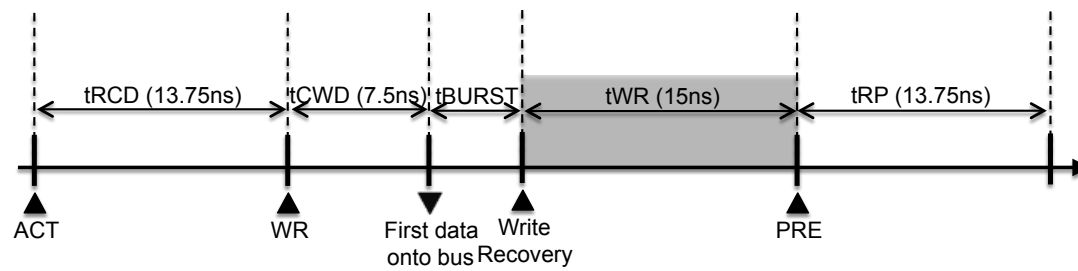 tRCD (13.75ns)
tCWD (7.5ns)
tBURST
tWR (15ns)
tRP (13.75ns)
ACT
WR
First data
onto bus
Write
Recovery
PRE